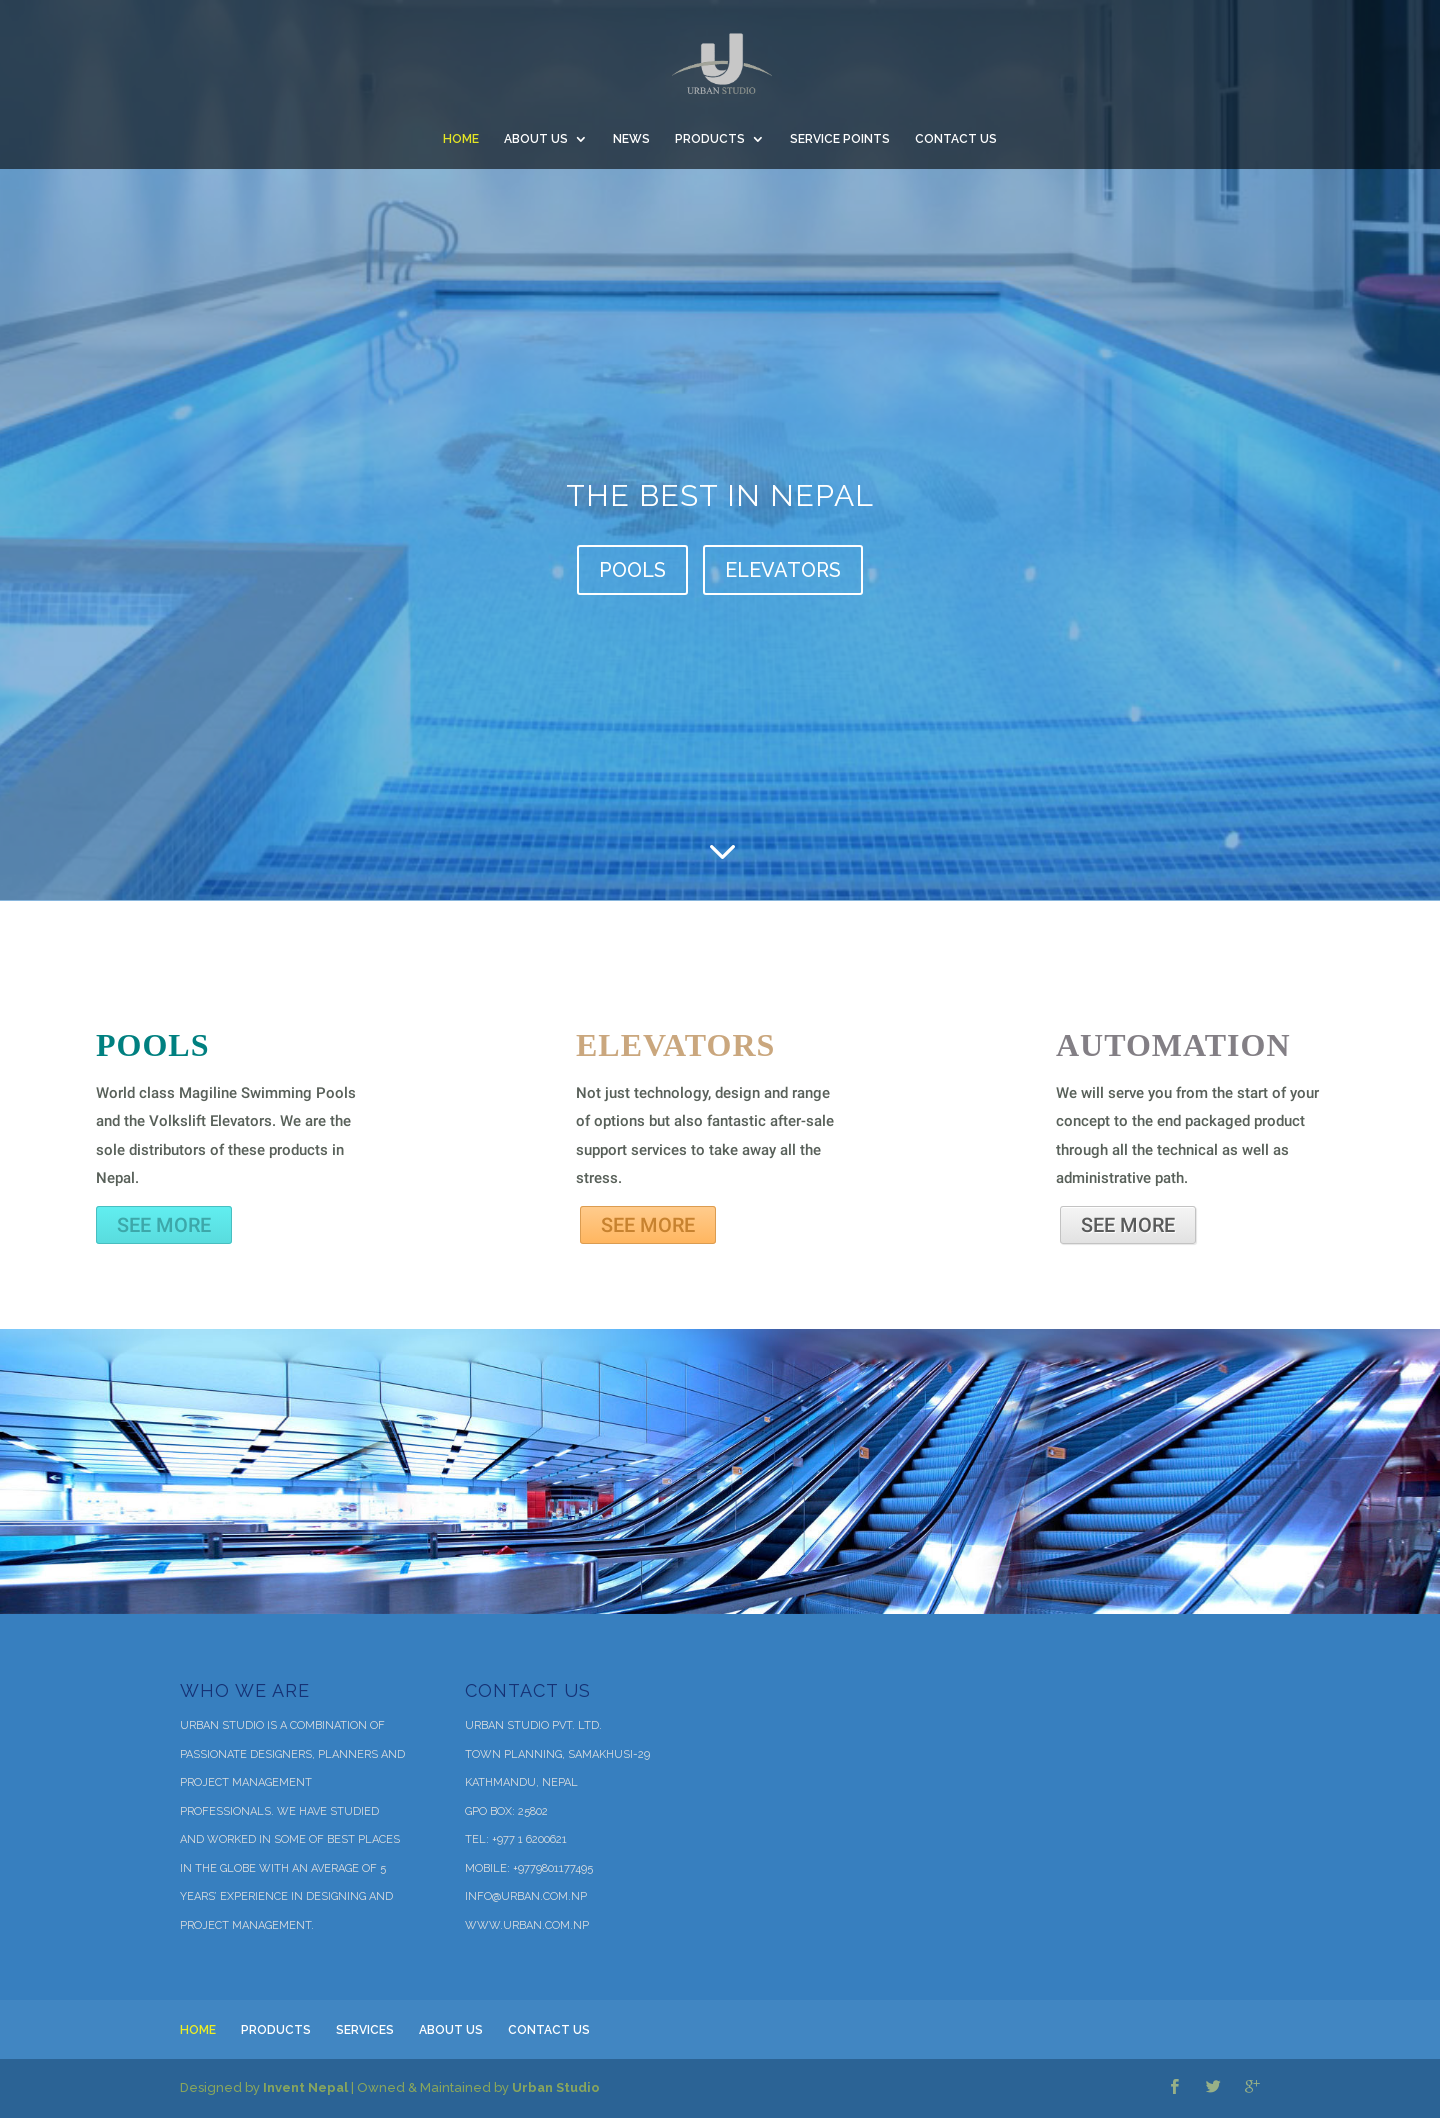 URBAN STUDIO
HOME ABOUT US NEWS PRODUCTS SERVICE POINTS CONTACT US
THE BEST IN NEPAL
POOLS ELEVATORS
POOLS
World class Magiline Swimming Pools
and the Volkslift Elevators. We are the
sole distributors of these products in
Nepal.
SEE MORE
ELEVATORS
Not just technology, design and range
of options but also fantastic after-sale
support services to take away all the
stress.
SEE MORE
AUTOMATION
We will serve you from the start of your
concept to the end packaged product
through all the technical as well as
administrative path.
SEE MORE
WHO WE ARE
URBAN STUDIO IS A COMBINATION OF
PASSIONATE DESIGNERS, PLANNERS AND
PROJECT MANAGEMENT
PROFESSIONALS. WE HAVE STUDIED
AND WORKED IN SOME OF BEST PLACES
IN THE GLOBE WITH AN AVERAGE OF 5
YEARS' EXPERIENCE IN DESIGNING AND
PROJECT MANAGEMENT.
CONTACT US
URBAN STUDIO PVT. LTD.
TOWN PLANNING, SAMAKHUSI-29
KATHMANDU, NEPAL
GPO BOX: 25802
TEL: +977 1 6200621
MOBILE: +9779801177495
INFO@URBAN.COM.NP
WWW.URBAN.COM.NP
HOME PRODUCTS SERVICES ABOUT US CONTACT US
Designed by Invent Nepal | Owned & Maintained by Urban Studio